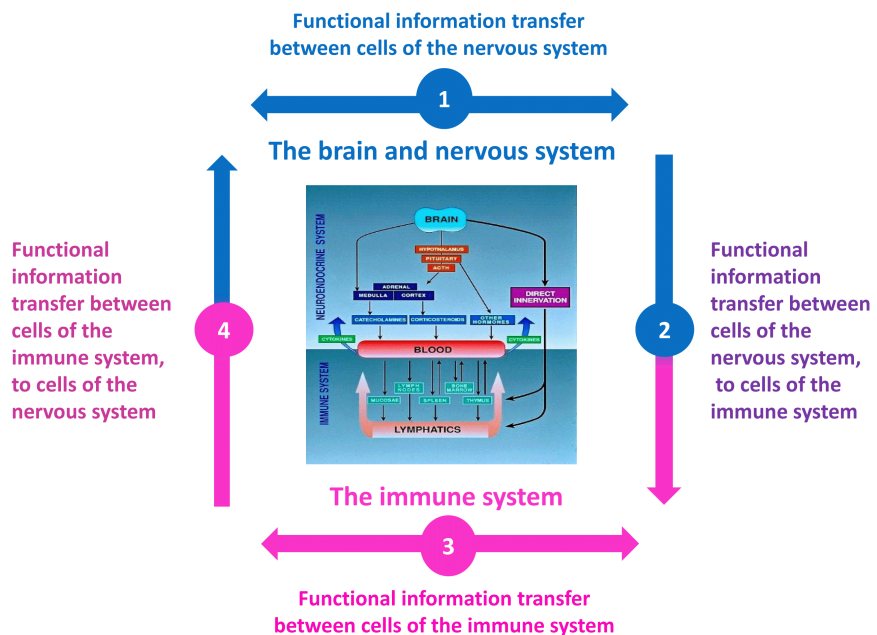 Functional information transfer
between cells of the nervous system
1
The brain and nervous system
Functional
information
transfer between
cells of the
immune system,
to cells of the
nervous system
4
NEUROENDOCRINE SYSTEM
BRAIN
HYPOTHALAMUS
PITUITARY
ACTH
ADRENAL
MEDULLA
CORTEX
DIRECT
INNERVATION
CATECHOLAMINES
CORTICOSTEROIDS
OTHER
HORMONES
CYTOKINES
BLOOD
CYTOKINES
IMMUNE SYSTEM
LYMPH
NODES
BONE
MARROW
MUCOSAE
SPLEEN
THYMUS
LYMPHATICS
2
Functional
information
transfer between
cells of the
nervous system,
to cells of the
immune system
The immune system
3
Functional information transfer
between cells of the immune system